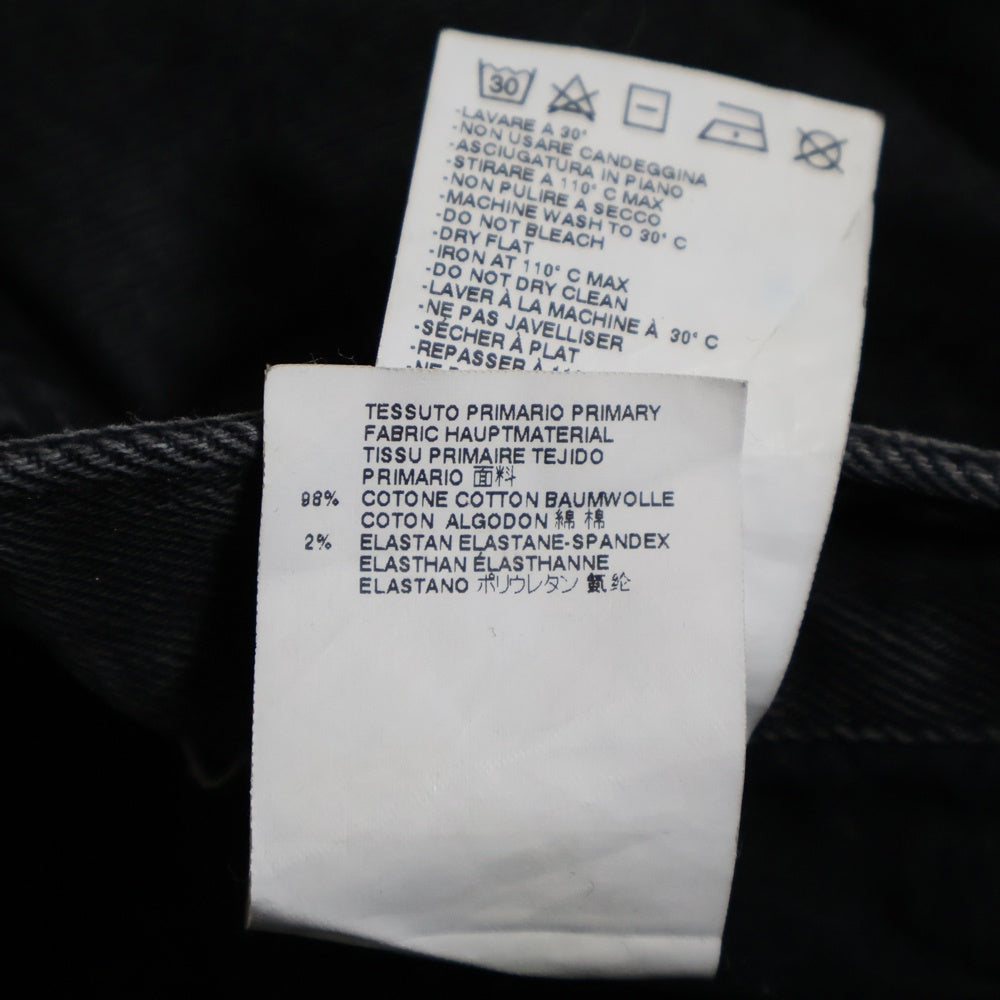 30
-LAVARE A 30°
-NON USARE CANDEGGINA
-ASCIUGATURA IN PIANO
-STIRARE A 110° C MAX
-NON PULIRE A SECCO
-MACHINE WASH TO 30° C
-DO NOT BLEACH
-DRY FLAT
-IRON AT 110° C MAX
-DO NOT DRY CLEAN
-LAVER À LA MACHINE À 30° C
-NE PAS JAVELLISER
-SÉCHER À PLAT
-REPASSER À
-NE
TESSUTO PRIMARIO PRIMARY
FABRIC HAUPTMATERIAL
TISSU PRIMAIRE TEJIDO
PRIMARIO 面料
98% COTONE COTTON BAUMWOLLE
COTON ALGODON 綿 棉
2% ELASTAN ELASTANE-SPANDEX
ELASTHAN ÉLASTHANNE
ELASTANO ポリウレタン 氨纶